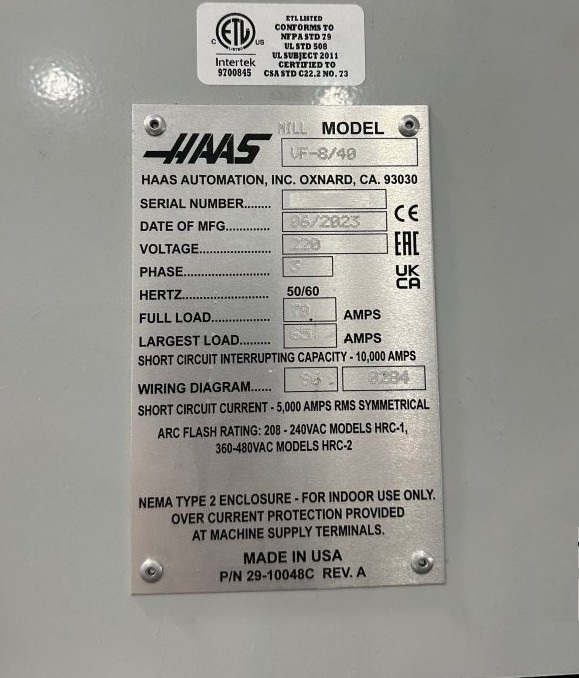 ETL LISTED
CONFORMS TO
NFPA STD 79
UL STD 508
UL SUBJECT 2011
CERTIFIED TO
CSA STD C22.2 NO. 73
C ETL US
LISTED
Intertek
9700845
HAAS MILL MODEL
VF-8/40
HAAS AUTOMATION, INC. OXNARD, CA. 93030
SERIAL NUMBER........
DATE OF MFG............. 06/2023 CE
VOLTAGE.................. 220 EAC
PHASE..................... 3 UK
CA
HERTZ........................ 50/60
FULL LOAD............... 70 AMPS
LARGEST LOAD......... AMPS
SHORT CIRCUIT INTERRUPTING CAPACITY - 10,000 AMPS
WIRING DIAGRAM...... 0204
SHORT CIRCUIT CURRENT - 5,000 AMPS RMS SYMMETRICAL
ARC FLASH RATING: 208 - 240VAC MODELS HRC-1,
360-480VAC MODELS HRC-2
NEMA TYPE 2 ENCLOSURE - FOR INDOOR USE ONLY.
OVER CURRENT PROTECTION PROVIDED
AT MACHINE SUPPLY TERMINALS.
MADE IN USA
P/N 29-10048C REV. A